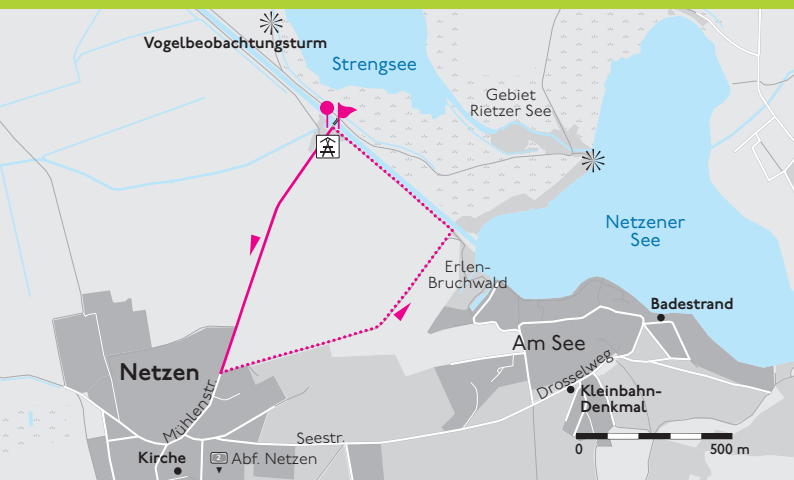 Vogelbeobachtungsturm
Strengsee
Gebiet
Rietzer See
Netzener
See
Erlen-
Bruchwald
Badestrand
Am See
Netzen
Drosselweg
Kleinbahn-
Denkmal
Mühlenstr.
Seestr.
Kirche
2 Abf. Netzen
0 500 m